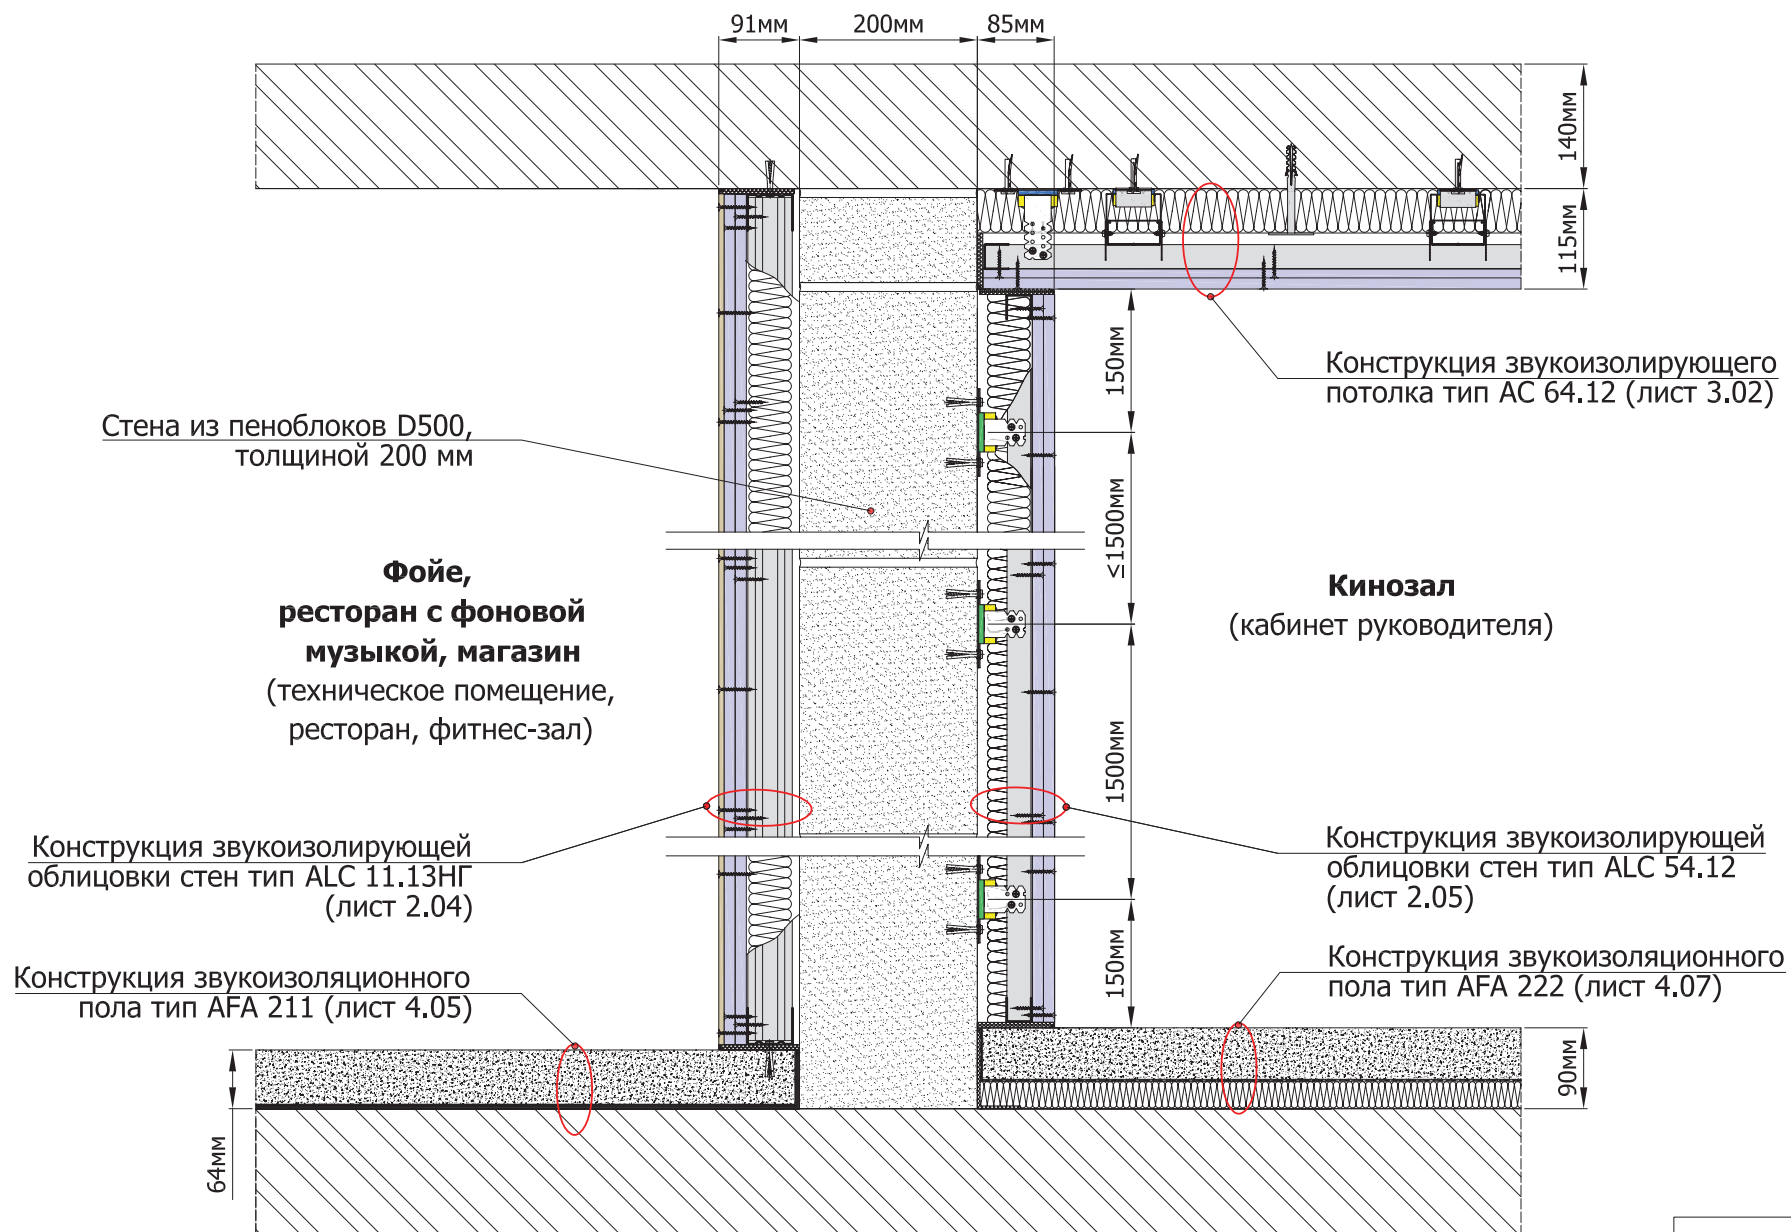 91мм
200мм
85мм
140мм
115мм
150мм
≤1500мм
1500мм
150мм
90мм
64мм
Конструкция звукоизолирующего
потолка тип АС 64.12 (лист 3.02)
Стена из пеноблоков D500,
толщиной 200 мм
Фойе,
ресторан с фоновой
музыкой, магазин
(техническое помещение,
ресторан, фитнес-зал)
Кинозал
(кабинет руководителя)
Конструкция звукоизолирующей
облицовки стен тип ALC 11.13НГ
(лист 2.04)
Конструкция звукоизолирующей
облицовки стен тип ALC 54.12
(лист 2.05)
Конструкция звукоизоляционного
пола тип AFA 211 (лист 4.05)
Конструкция звукоизоляционного
пола тип AFA 222 (лист 4.07)